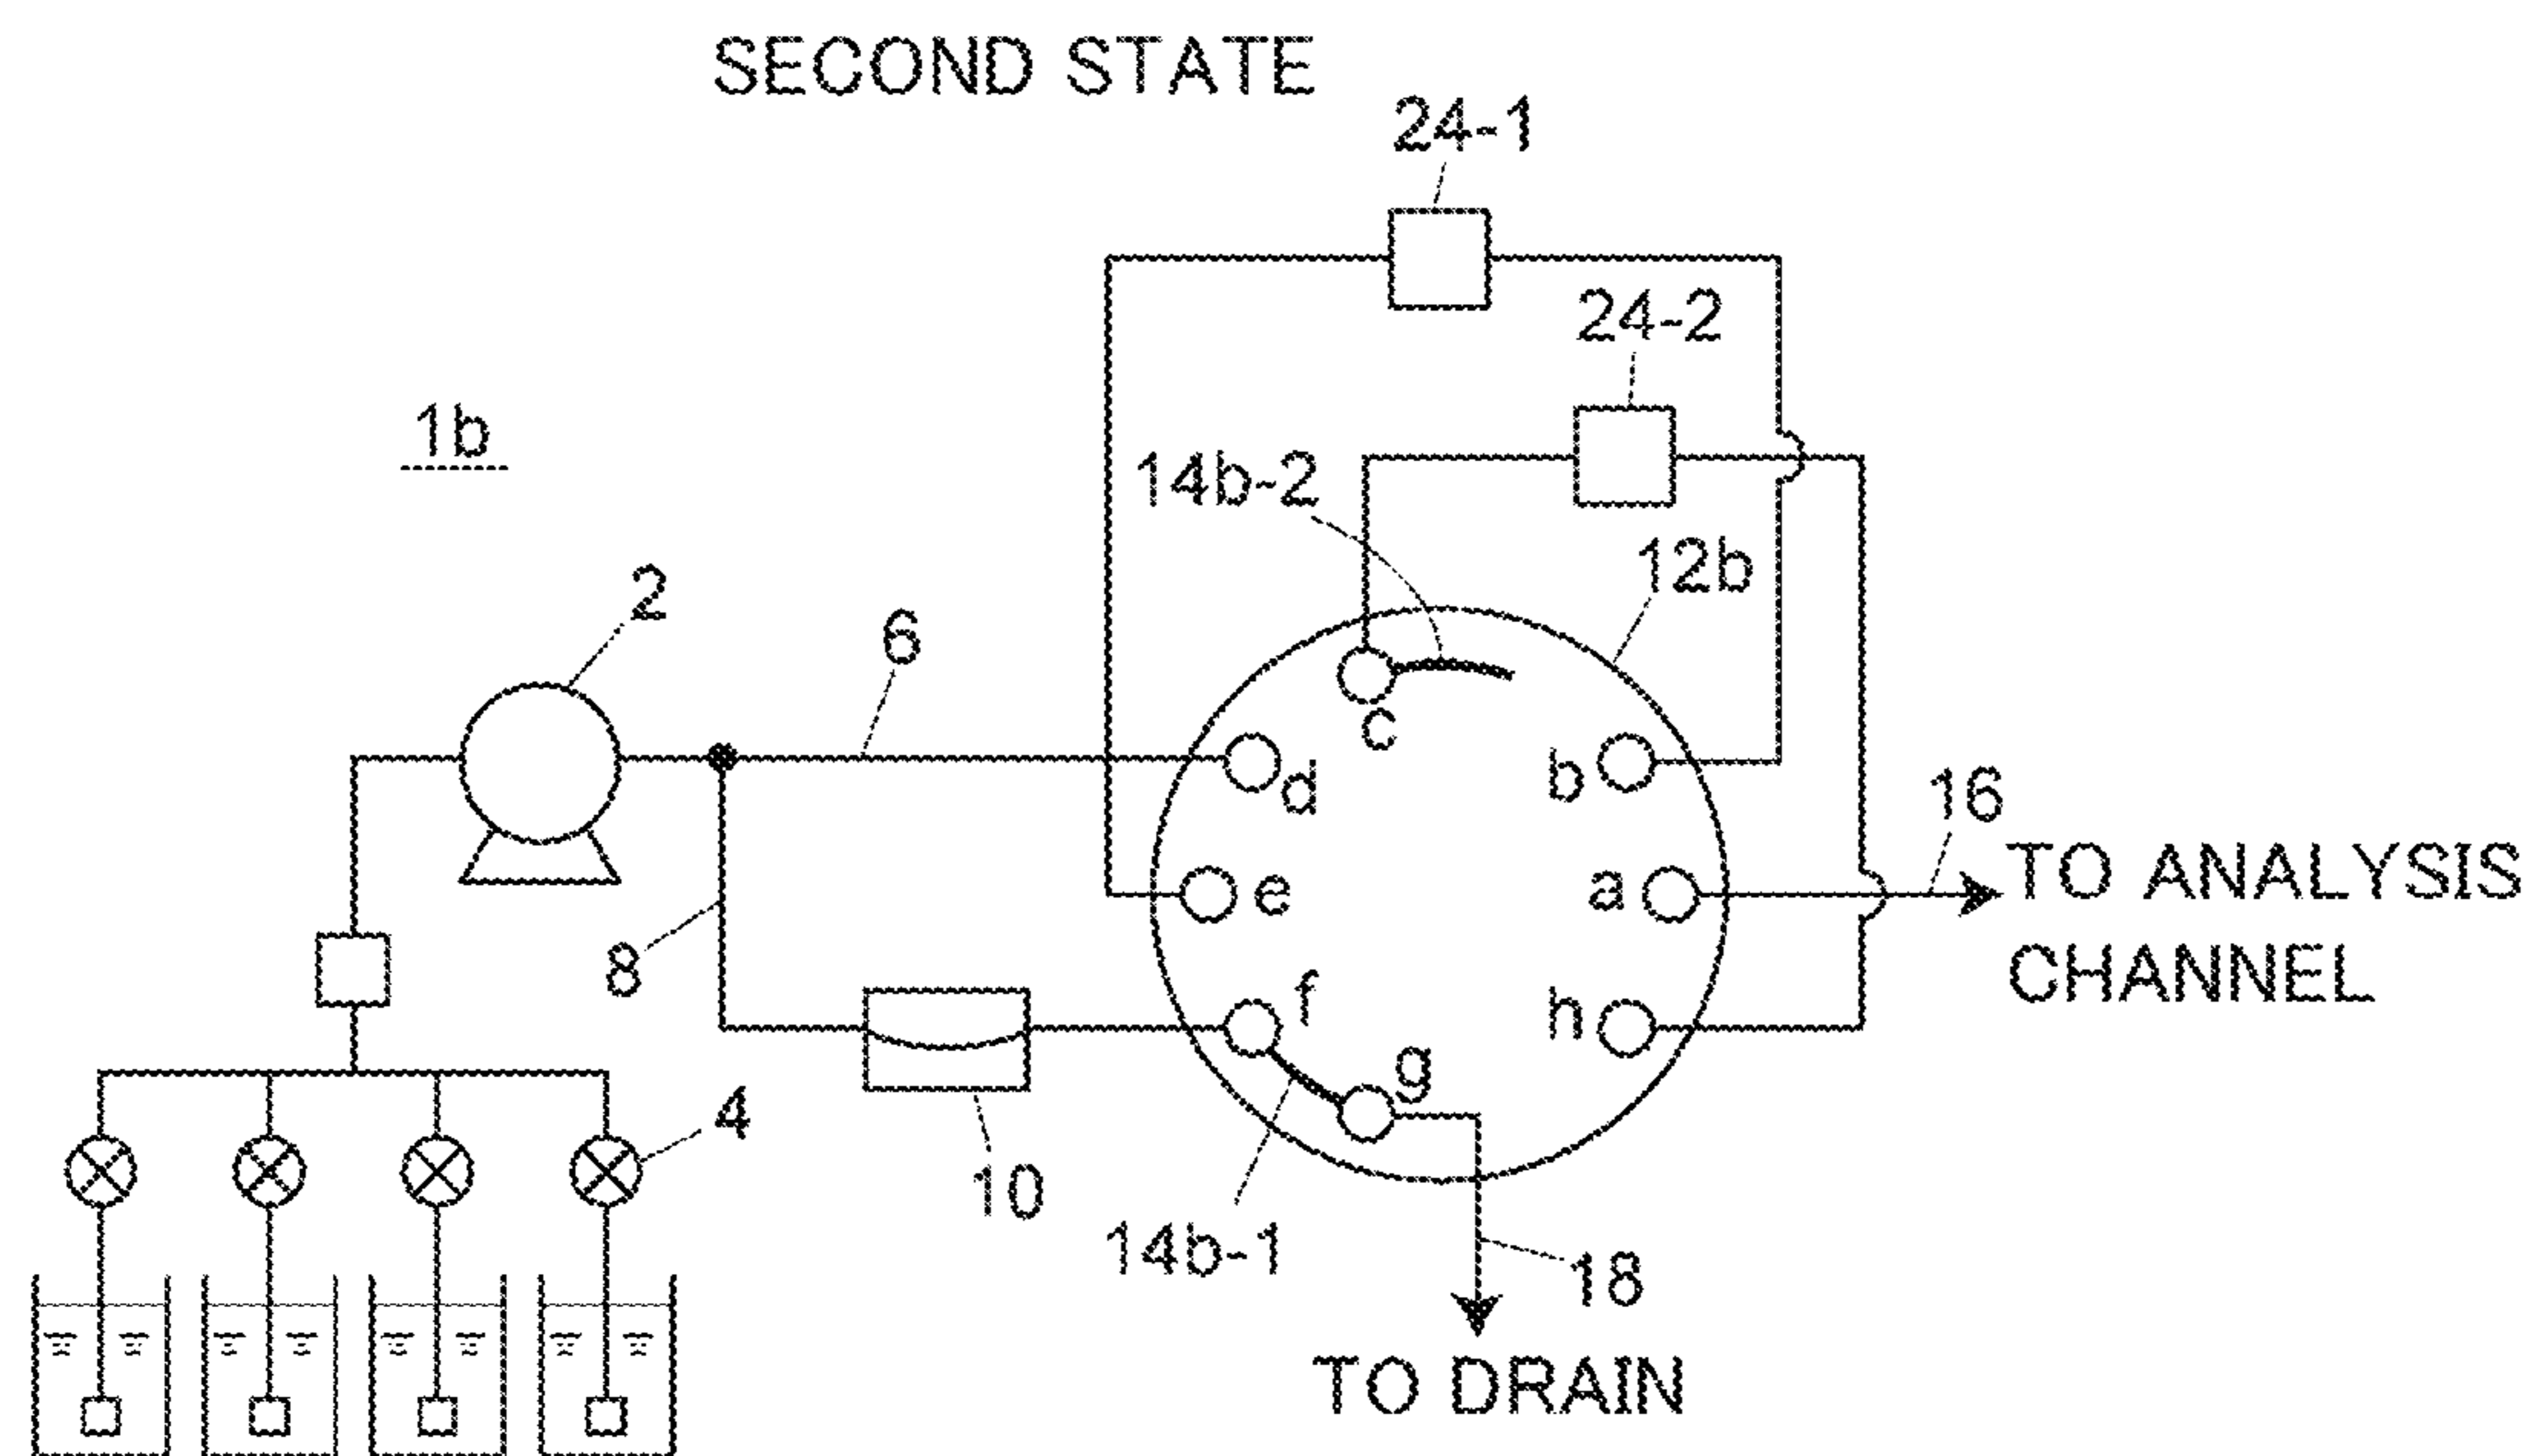 SECOND STATE
24-1
24-2
1b
14b-2
12b
2
6
c
d
b
16
e
a
TO ANALYSIS
CHANNEL
8
f
h
g
4
10
14b-1
18
TO DRAIN